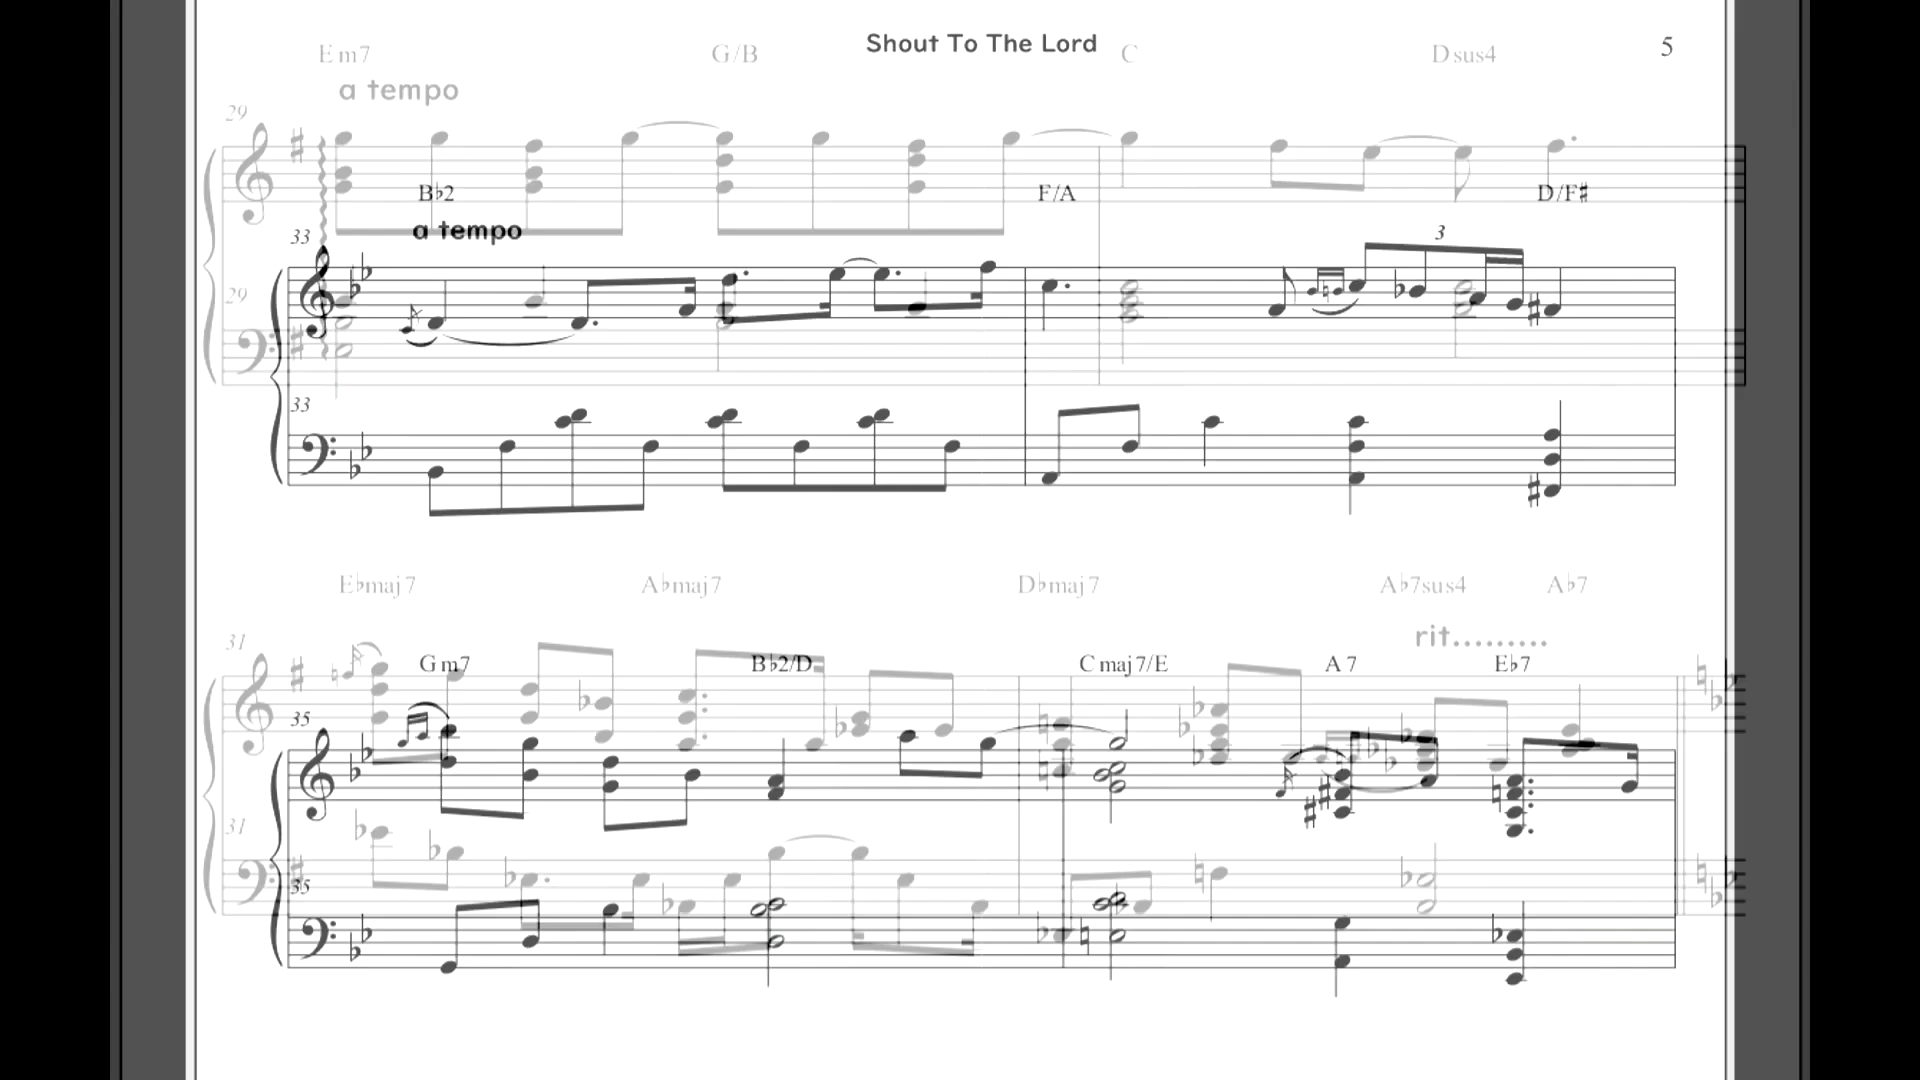 Shout To The Lord 5
Em7 G/B C Dsus4
a tempo
29
B♭2 F/A D/F#
a tempo
33 3
29
33
E♭maj7 A♭maj7 D♭maj7 A♭7sus4 A♭7
rit.........
31
Gm7 B♭2/D Cmaj7/E A7 E♭7
35
31
35